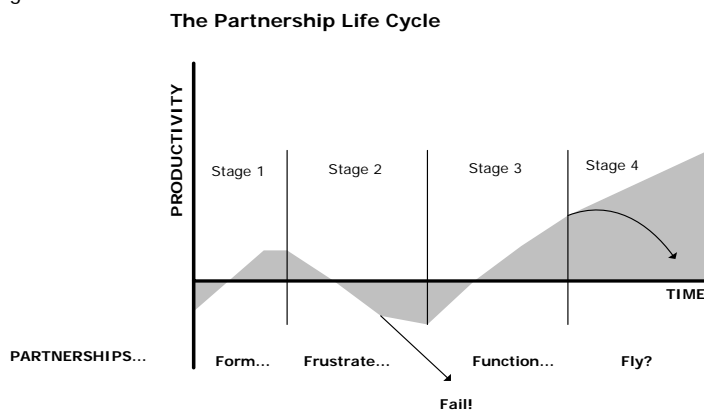 g
The Partnership Life Cycle
PRODUCTIVITY
Stage 1
Stage 2
Stage 3
Stage 4
TIME
PARTNERSHIPS...
Form...
Frustrate...
Function...
Fly?
Fail!